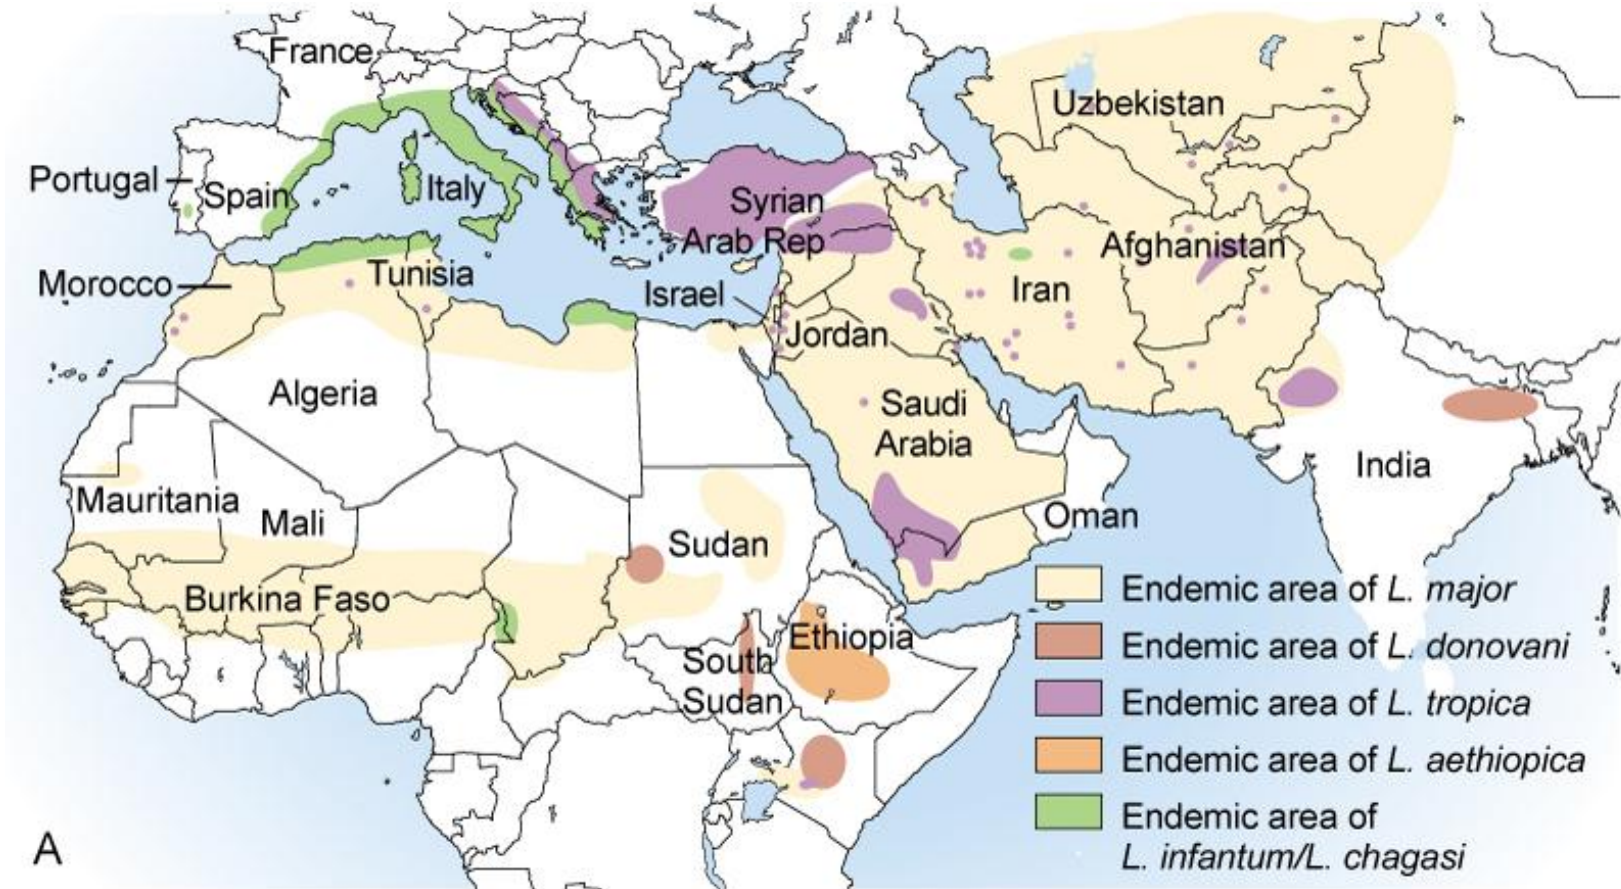 France
Uzbekistan
Portugal
Spain
Italy
Syrian
Arab Rep
Afghanistan
Morocco
Tunisia
Israel
Iran
Jordan
Algeria
Saudi
Arabia
India
Mauritania
Mali
Sudan
Oman
Burkina Faso
Ethiopia
South
Sudan
Endemic area of L. major
Endemic area of L. donovani
Endemic area of L. tropica
Endemic area of L. aethiopica
Endemic area of
L. infantum/L. chagasi
A